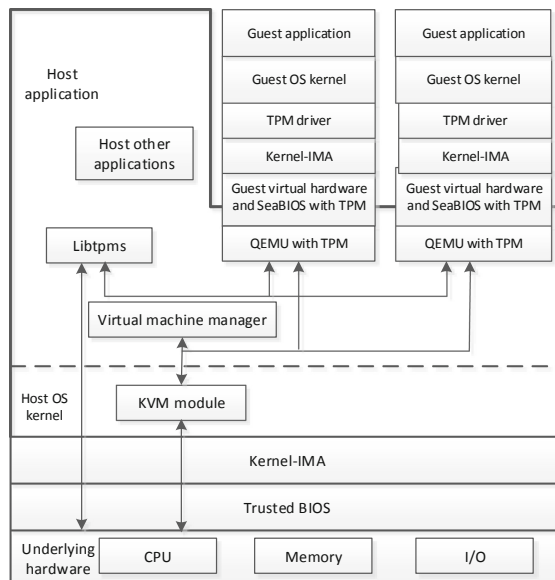 Host
application
Host other
applications
Guest application
Guest OS kernel
TPM driver
Kernel-IMA
Guest virtual hardware
and SeaBIOS with TPM
QEMU with TPM
Guest application
Guest OS kernel
TPM driver
Kernel-IMA
Guest virtual hardware
and SeaBIOS with TPM
QEMU with TPM
Libtpms
Virtual machine manager
Host OS
kernel
KVM module
Kernel-IMA
Trusted BIOS
Underlying
hardware
CPU
Memory
I/O